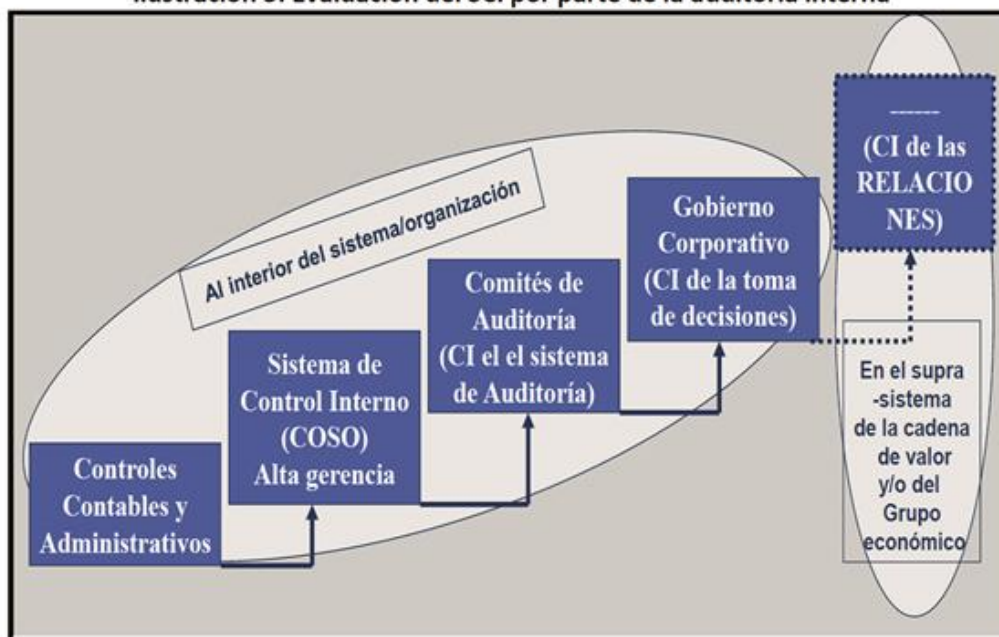 Al interior del sistema/organización
Controles
Contables y
Administrativos
Sistema de
Control Interno
(COSO)
Alta gerencia
Comités de
Auditoría
(CI el el sistema
de Auditoría)
Gobierno
Corporativo
(CI de la toma
de decisiones)
------
(CI de las
RELACIO
NES)
En el supra
-sistema
de la cadena
de valor
y/o del
Grupo
económico